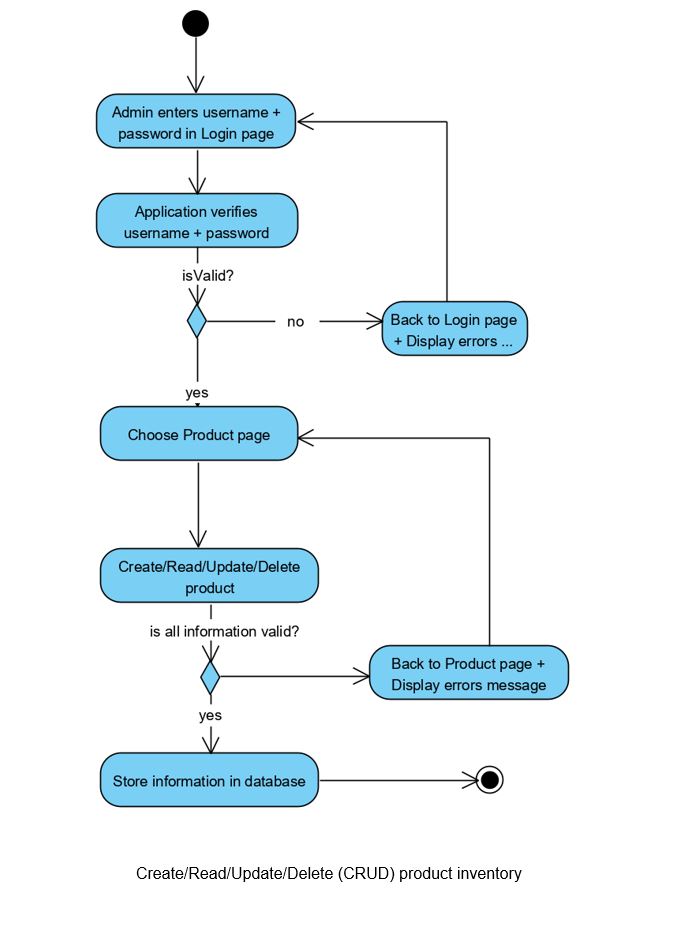 Admin enters username +
password in Login page
Application verifies
username + password
isValid?
no
Back to Login page
+ Display errors ...
yes
Choose Product page
Create/Read/Update/Delete
product
is all information valid?
Back to Product page +
Display errors message
yes
Store information in database
Create/Read/Update/Delete (CRUD) product inventory